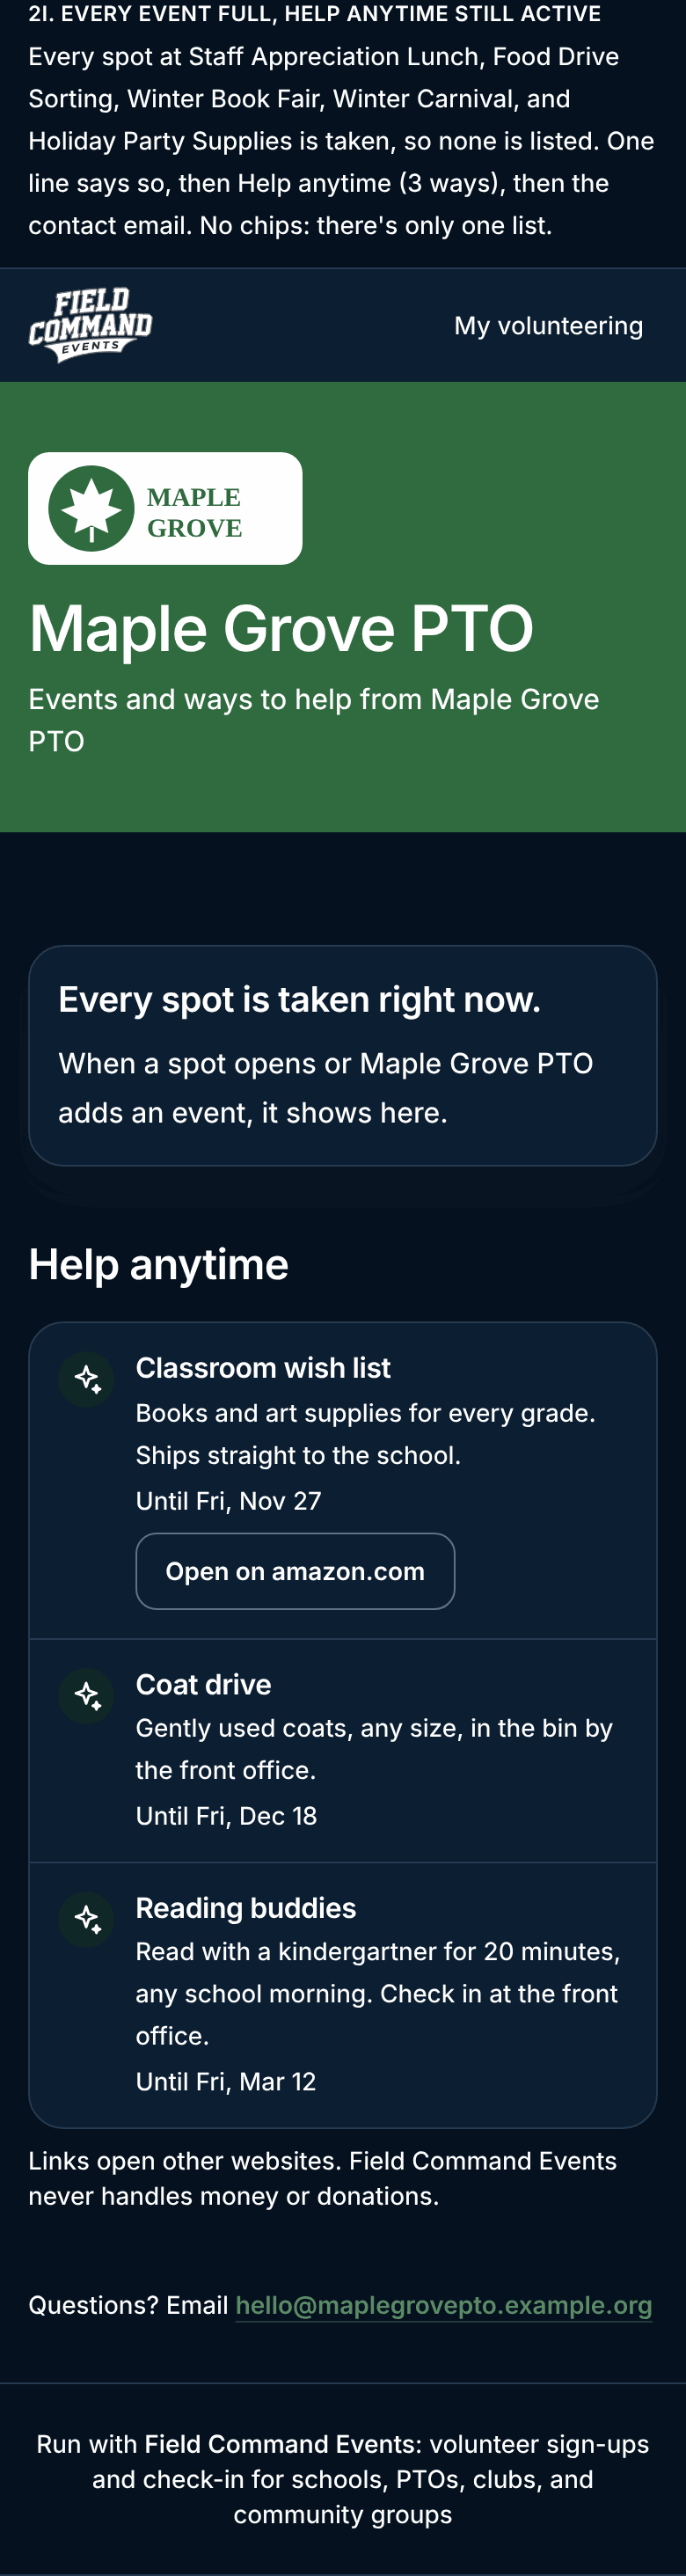 2I. EVERY EVENT FULL, HELP ANYTIME STILL ACTIVE
Every spot at Staff Appreciation Lunch, Food Drive
Sorting, Winter Book Fair, Winter Carnival, and
Holiday Party Supplies is taken, so none is listed. One
line says so, then Help anytime (3 ways), then the
contact email. No chips: there's only one list.
FIELD
COMMAND
EVENTS
My volunteering
MAPLE
GROVE
Maple Grove PTO
Events and ways to help from Maple Grove
PTO
Every spot is taken right now.
When a spot opens or Maple Grove PTO
adds an event, it shows here.
Help anytime
Classroom wish list
Books and art supplies for every grade.
Ships straight to the school.
Until Fri, Nov 27
Open on amazon.com
Coat drive
Gently used coats, any size, in the bin by
the front office.
Until Fri, Dec 18
Reading buddies
Read with a kindergartner for 20 minutes,
any school morning. Check in at the front
office.
Until Fri, Mar 12
Links open other websites. Field Command Events
never handles money or donations.
Questions? Email hello@maplegrovepto.example.org
Run with Field Command Events: volunteer sign-ups
and check-in for schools, PTOs, clubs, and
community groups